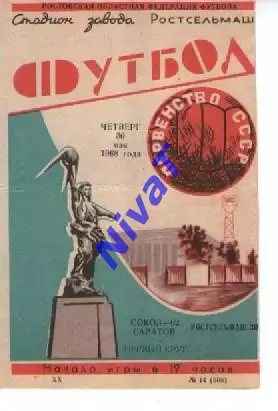 РОСТОВСКАЯ ОБЛАСТНАЯ ФЕДЕРАЦИЯ ФУТБОЛА
Стадион завода Ростсельмаш
ФУТБОЛ
ЧЕТВЕРГ
30
мая
1968 года
ПЕРВЕНСТВО СССР
Nivat
СОКОЛ—
САРАТОВ
РОСТСЕЛЬМАШ
ПЕРВЫЙ КРУГ
Начало игры в 19 часов
XX
№ 14